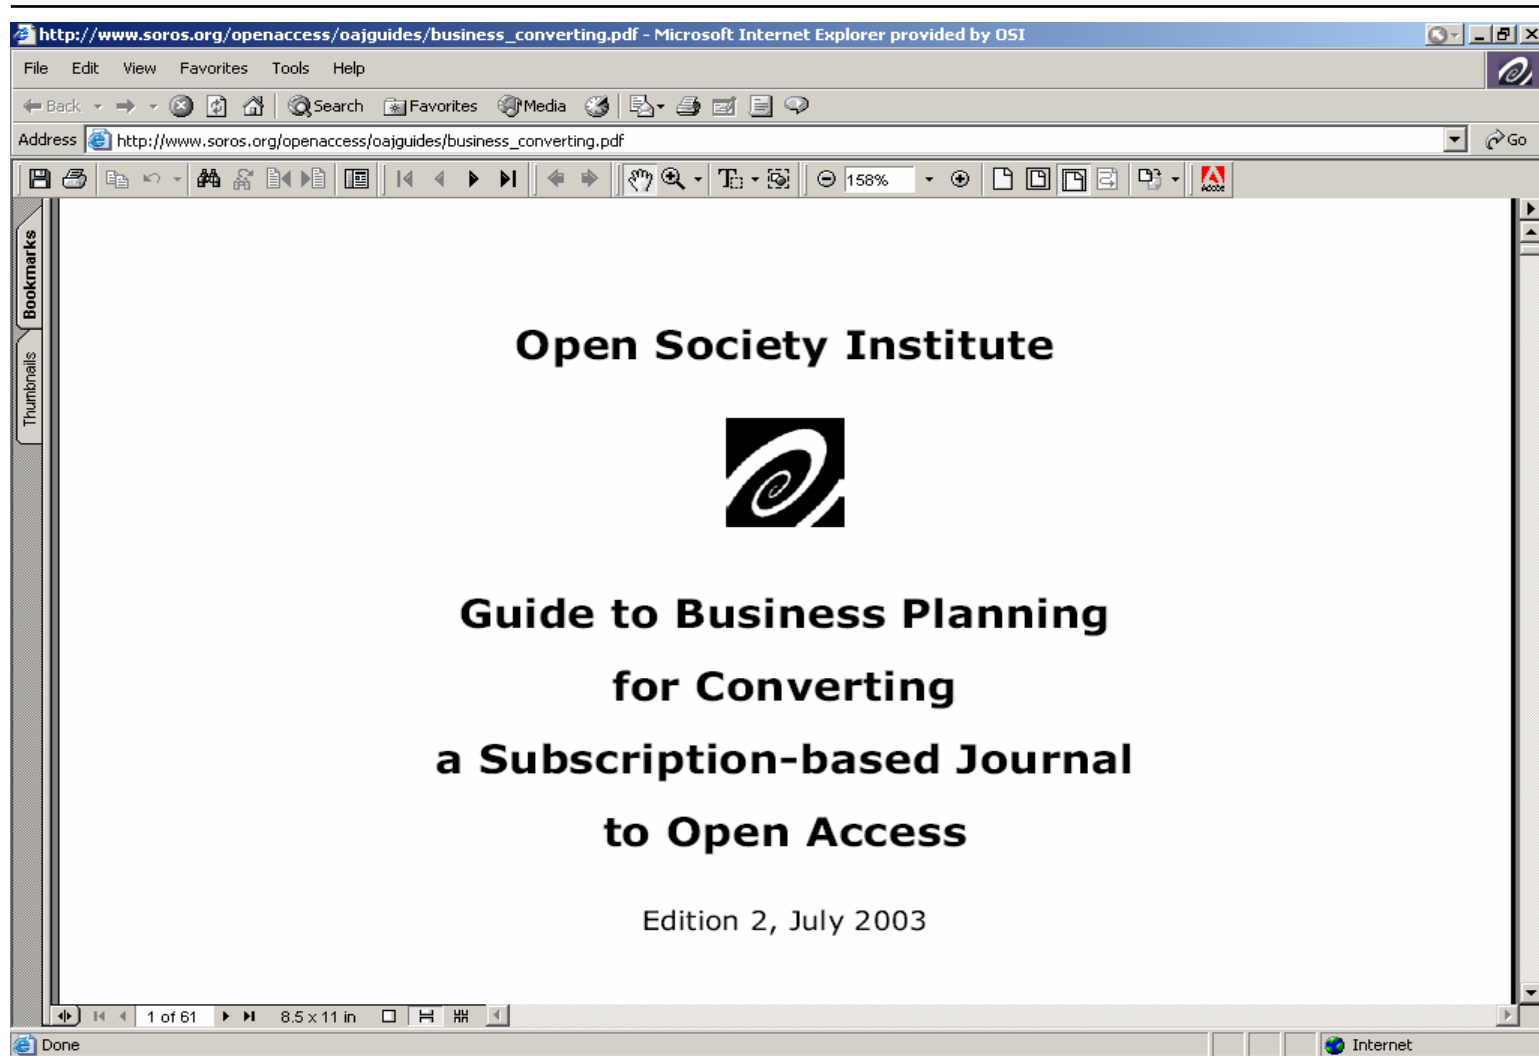 http://www.soros.org/openaccess/oajguides/business_converting.pdf - Microsoft Internet Explorer provided by OSI
File Edit View Favorites Tools Help
Back Search Favorites Media
Address http://www.soros.org/openaccess/oajguides/business_converting.pdf Go
158% Adobe
Bookmarks
Thumbnails
Open Society Institute
Guide to Business Planning
for Converting
a Subscription-based Journal
to Open Access
Edition 2, July 2003
1 of 61 8.5 x 11 in
Done Internet